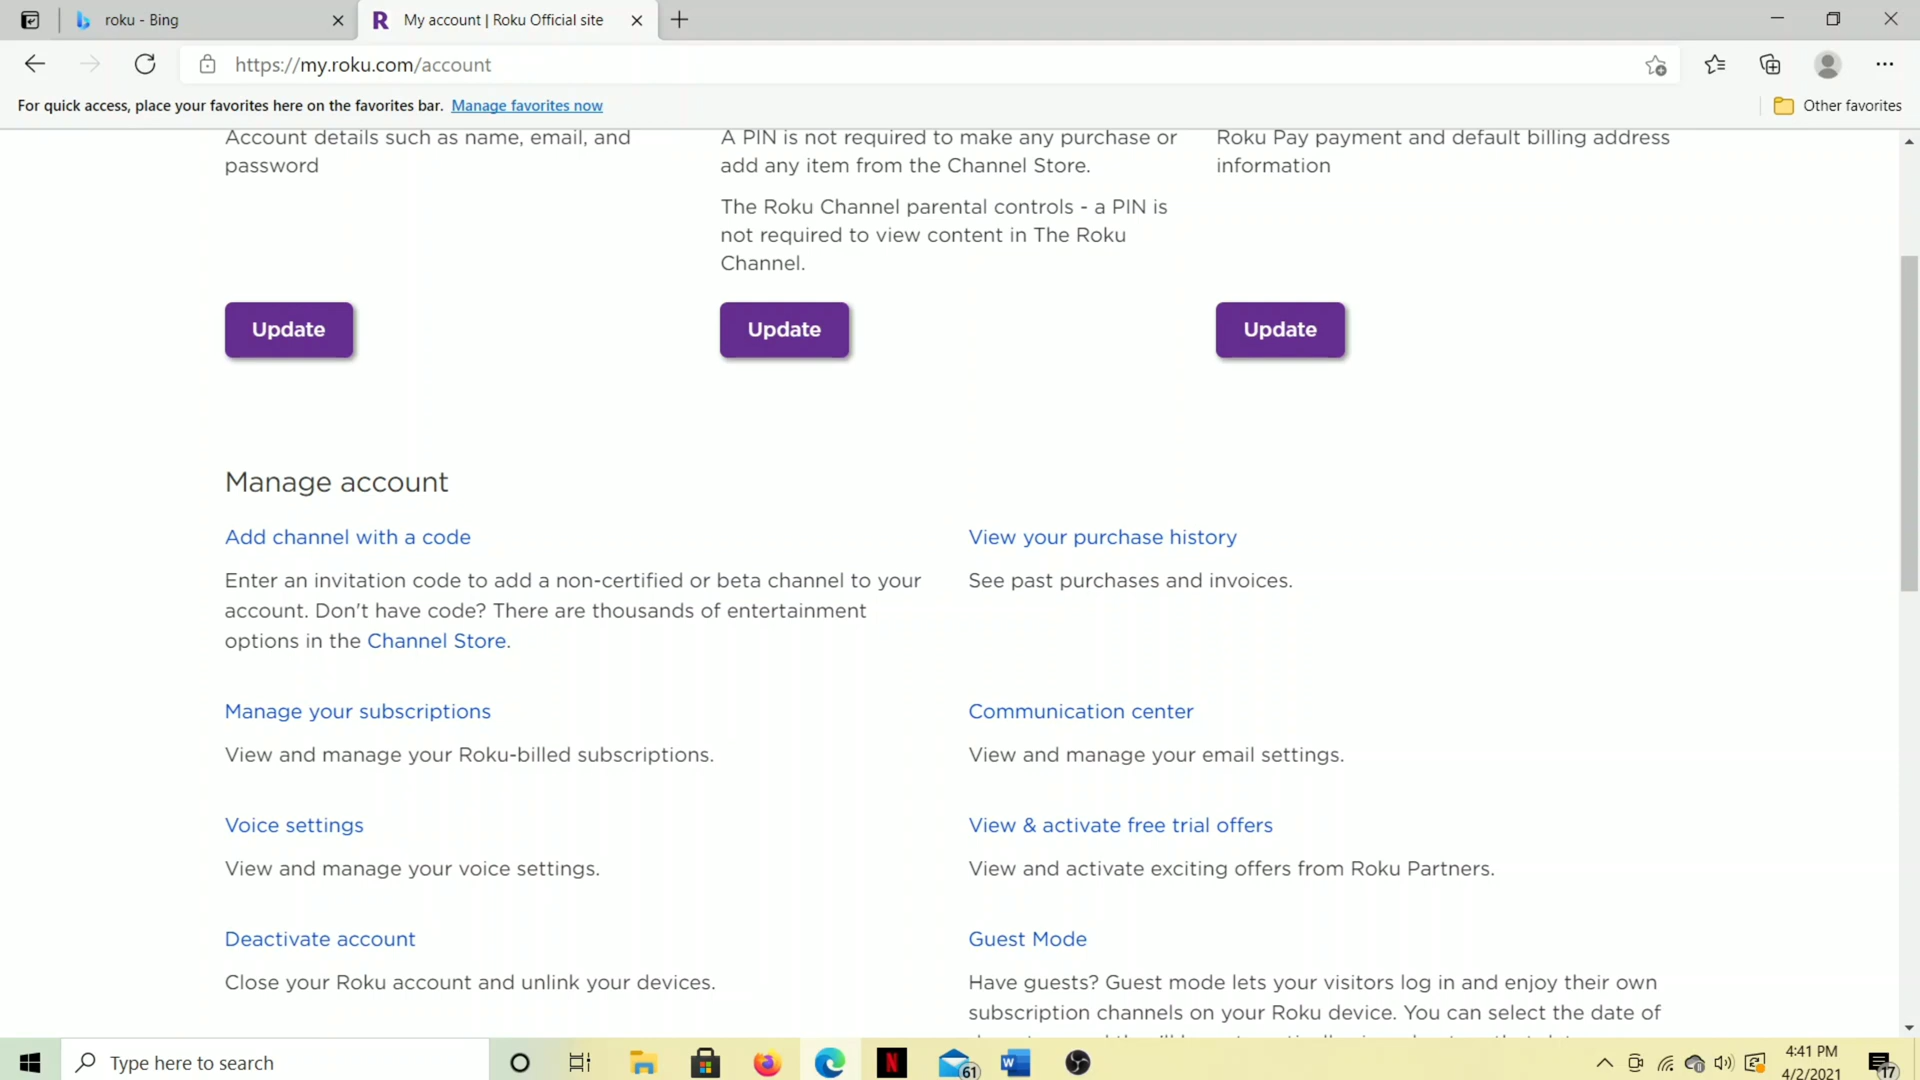 roku - Bing
R My account | Roku Official site
https://my.roku.com/account
For quick access, place your favorites here on the favorites bar. Manage favorites now
Other favorites
Account details such as name, email, and
password
A PIN is not required to make any purchase or
add any item from the Channel Store.
The Roku Channel parental controls - a PIN is
not required to view content in The Roku
Channel.
Roku Pay payment and default billing address
information
Update
Update
Update
Manage account
Add channel with a code
Enter an invitation code to add a non-certified or beta channel to your
account. Don't have code? There are thousands of entertainment
options in the Channel Store.
View your purchase history
See past purchases and invoices.
Manage your subscriptions
View and manage your Roku-billed subscriptions.
Communication center
View and manage your email settings.
Voice settings
View and manage your voice settings.
View & activate free trial offers
View and activate exciting offers from Roku Partners.
Deactivate account
Close your Roku account and unlink your devices.
Guest Mode
Have guests? Guest mode lets your visitors log in and enjoy their own
subscription channels on your Roku device. You can select the date of
Type here to search
N
61
W
4:41 PM
4/2/2021
17